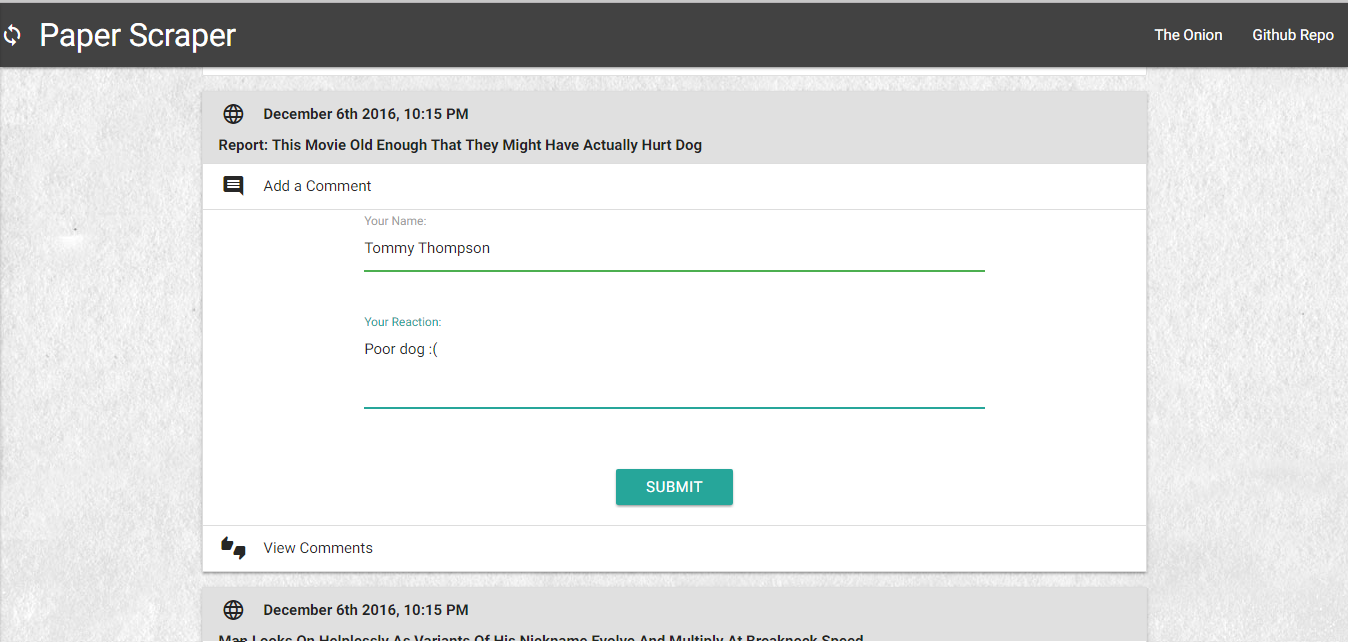 Paper Scraper
The Onion
Github Repo
December 6th 2016, 10:15 PM
Report: This Movie Old Enough That They Might Have Actually Hurt Dog
Add a Comment
Your Name:
Tommy Thompson
Your Reaction:
Poor dog :(
SUBMIT
View Comments
December 6th 2016, 10:15 PM
Man Looks On Helplessly As Variants Of His Nickname Evolve And Multiply At Breakneck Speed